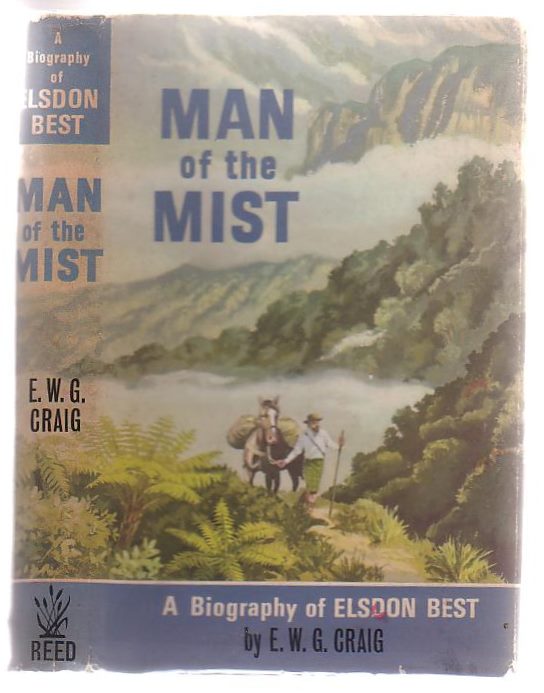 A
Biography
of
ELSDON
BEST
MAN
of the
MIST
E. W. G.
CRAIG
REED
MAN
of the
MIST
A Biography of ELSDON BEST
by E. W. G. CRAIG